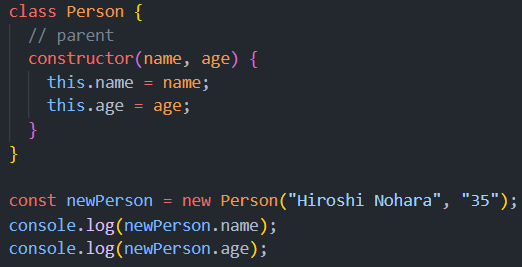 class Person {
  // parent
  constructor(name, age) {
    this.name = name;
    this.age = age;
  }
}

const newPerson = new Person("Hiroshi Nohara", "35");
console.log(newPerson.name);
console.log(newPerson.age);